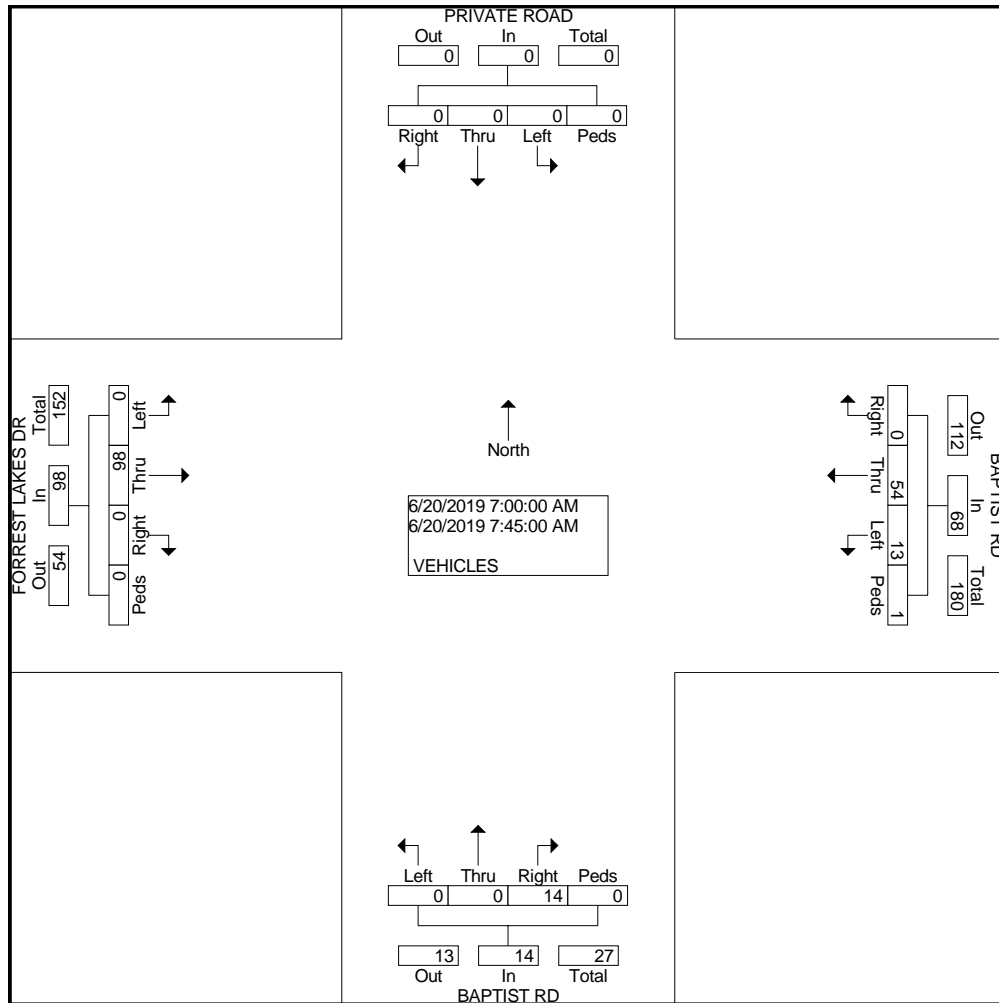 PRIVATE ROAD
Out In Total
0 0 0
0 0 0 0
Right Thru Left Peds
FORREST LAKES DR
Total In Out
152 98 54
0 98 0 0
Left Thru Right Peds
North
6/20/2019 7:00:00 AM
6/20/2019 7:45:00 AM
VEHICLES
Right Thru Left Peds
0 54 13 1
112 68 180
Out In Total
BAPTIST RD
Left Thru Right Peds
0 0 14 0
13 14 27
Out In Total
BAPTIST RD